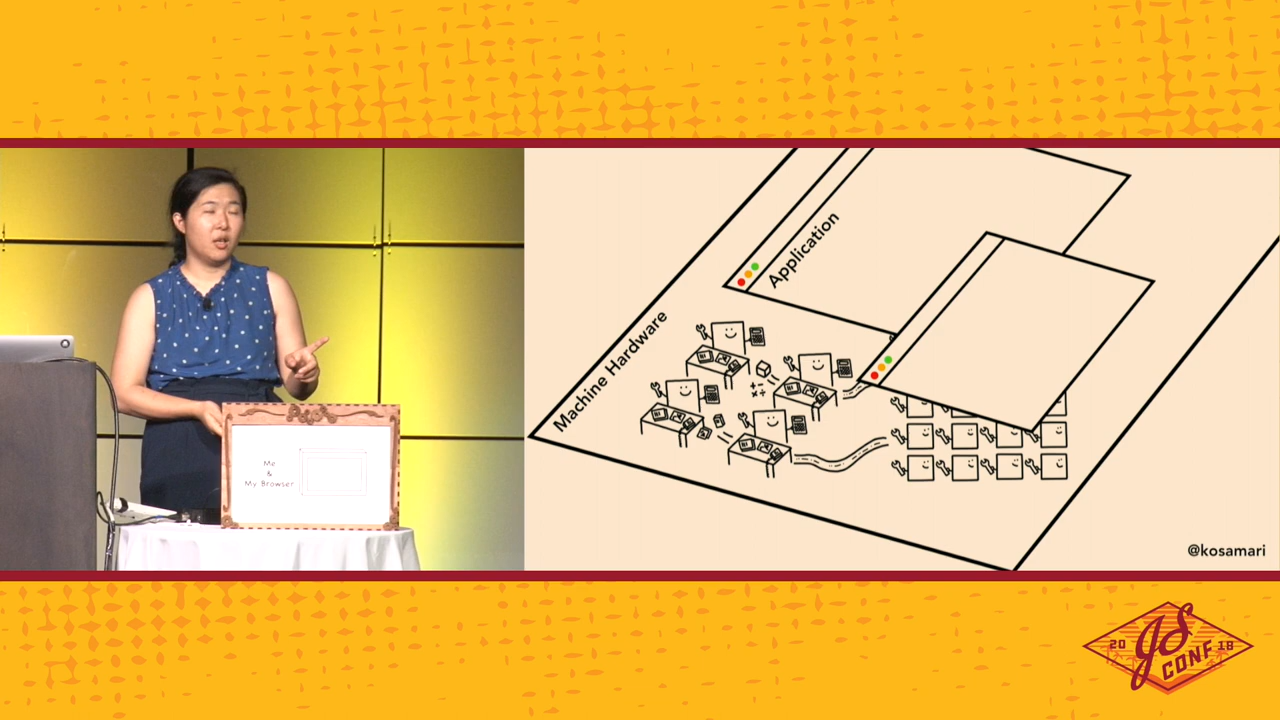 Me
&
My Browser
Machine Hardware
Application
@kosamari
20 JS 18
CONF